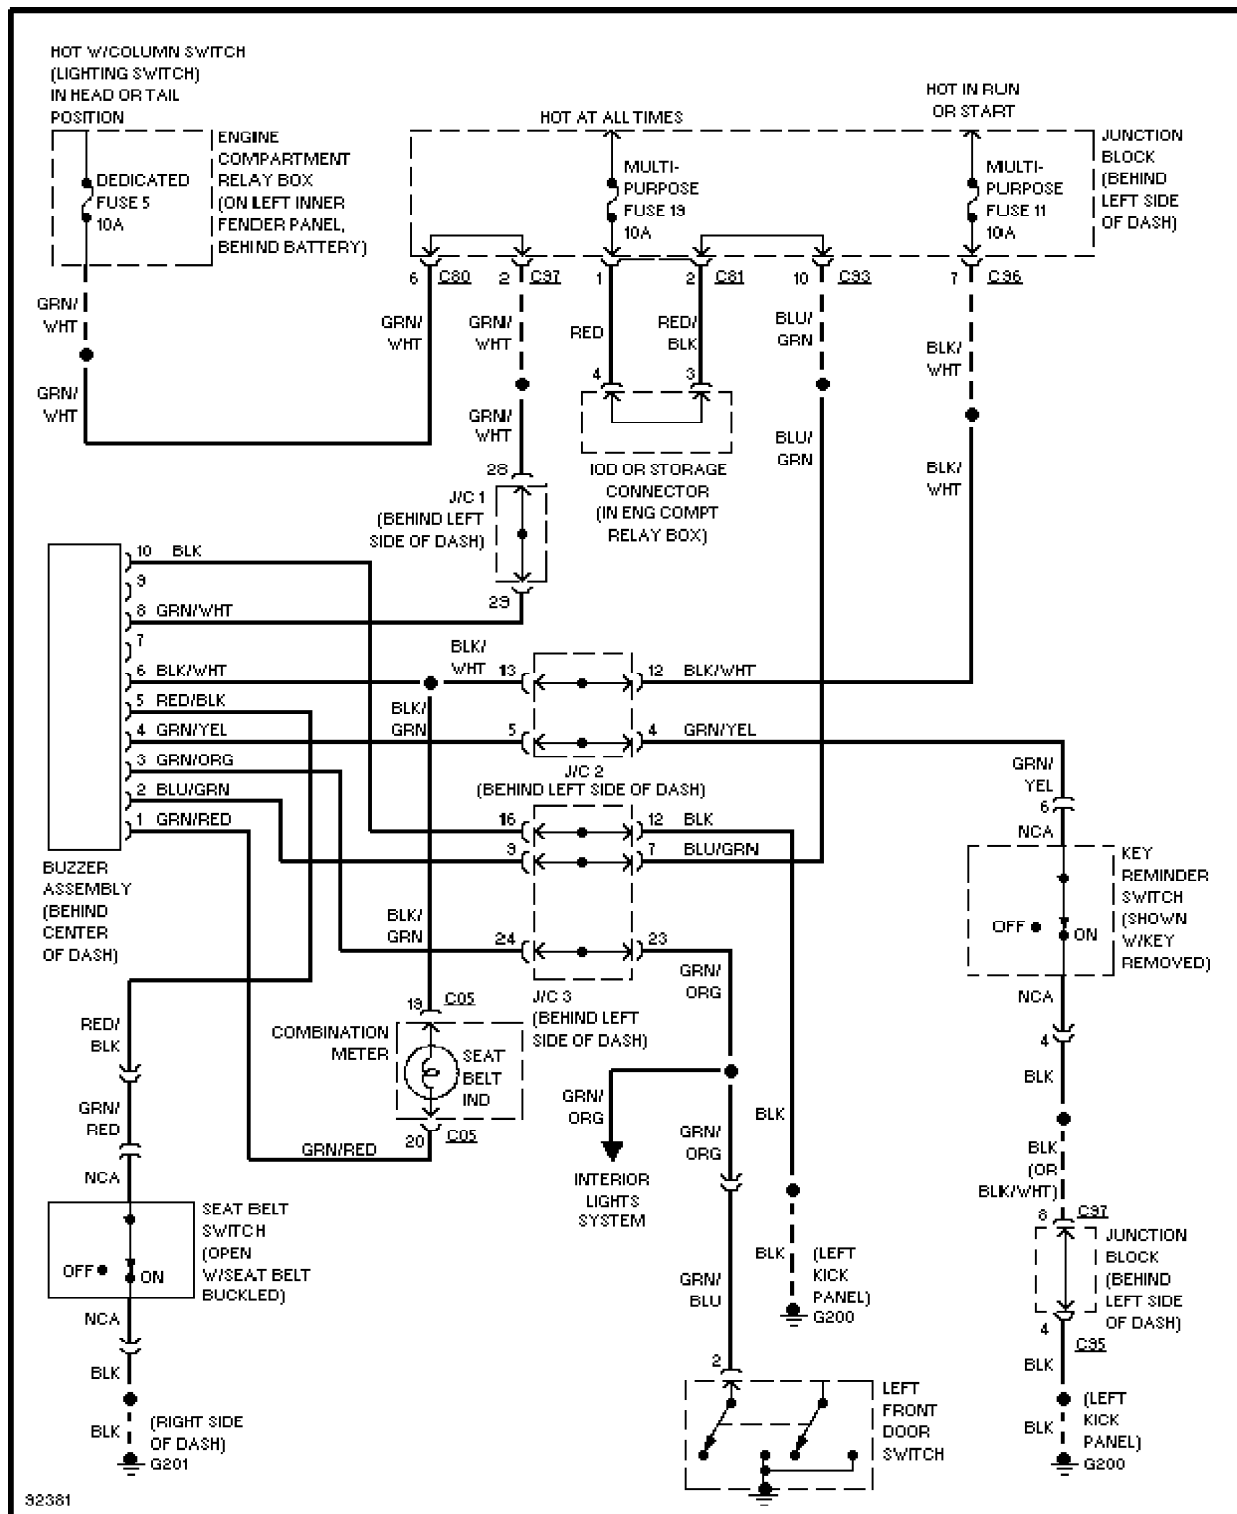 HOT W/COLUMN SWITCH
(LIGHTING SWITCH)
IN HEAD OR TAIL
POSITION
DEDICATED
FUSE 5
10A
ENGINE
COMPARTMENT
RELAY BOX
(ON LEFT INNER
FENDER PANEL,
BEHIND BATTERY)
HOT AT ALL TIMES
HOT IN RUN
OR START
MULTI-
PURPOSE
FUSE 19
10A
MULTI-
PURPOSE
FUSE 11
10A
JUNCTION
BLOCK
(BEHIND
LEFT SIDE
OF DASH)
6 C80
2 C97
1
2 C81
10 C93
7 C96
GRN/
WHT
GRN/
WHT
GRN/
WHT
GRN/
WHT
GRN/
WHT
RED
RED/
BLK
BLU/
GRN
BLU/
GRN
BLK/
WHT
BLK/
WHT
4
3
IOD OR STORAGE
CONNECTOR
(IN ENG COMPT
RELAY BOX)
28
J/C 1
(BEHIND LEFT
SIDE OF DASH)
29
10 BLK
9
8 GRN/WHT
7
6 BLK/WHT
5 RED/BLK
4 GRN/YEL
3 GRN/ORG
2 BLU/GRN
1 GRN/RED
BUZZER
ASSEMBLY
(BEHIND
CENTER
OF DASH)
BLK/
WHT
13
12 BLK/WHT
BLK/
GRN
5
4 GRN/YEL
J/C 2
(BEHIND LEFT SIDE OF DASH)
16
12 BLK
9
7 BLU/GRN
BLK/
GRN
24
23
J/C 3
(BEHIND LEFT
SIDE OF DASH)
GRN/
ORG
GRN/
YEL
6
NCA
KEY
REMINDER
SWITCH
(SHOWN
W/KEY
REMOVED)
OFF
ON
NCA
4
BLK
BLK
(OR
BLK/WHT)
8 C97
JUNCTION
BLOCK
(BEHIND
LEFT SIDE
OF DASH)
4
C95
BLK
BLK
(LEFT
KICK
PANEL)
G200
19 C05
COMBINATION
METER
SEAT
BELT
IND
20 C05
GRN/RED
RED/
BLK
GRN/
RED
NCA
SEAT BELT
SWITCH
(OPEN
W/SEAT BELT
BUCKLED)
OFF
ON
NCA
BLK
BLK
(RIGHT SIDE
OF DASH)
G201
GRN/
ORG
INTERIOR
LIGHTS
SYSTEM
GRN/
ORG
GRN/
BLU
BLK
BLK
(LEFT
KICK
PANEL)
G200
2
LEFT
FRONT
DOOR
SWITCH
92381